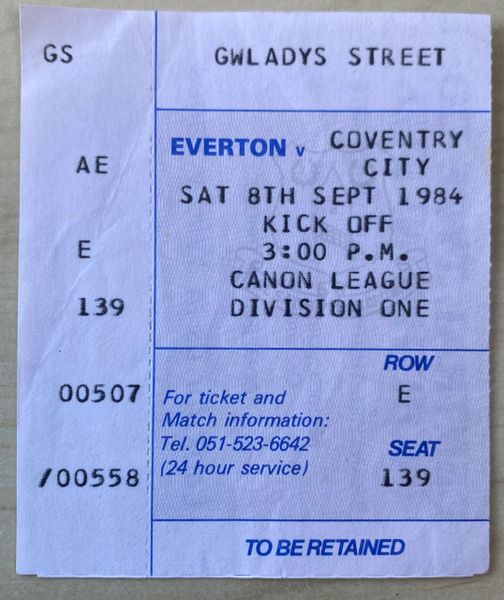 GS
AE
E
139
00507
/00558
GWLADYS STREET
EVERTON v COVENTRY
CITY
SAT 8TH SEPT 1984
KICK OFF
3:00 P.M.
CANON LEAGUE
DIVISION ONE
For ticket and
Match information:
Tel. 051-523-6642
(24 hour service)
ROW
E
SEAT
139
TO BE RETAINED